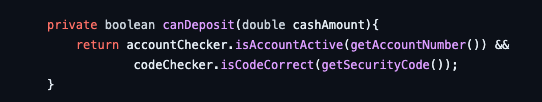 private boolean canDeposit(double cashAmount){
return accountChecker.isAccountActive(getAccountNumber()) &&
codeChecker.isCodeCorrect(getSecurityCode());
}